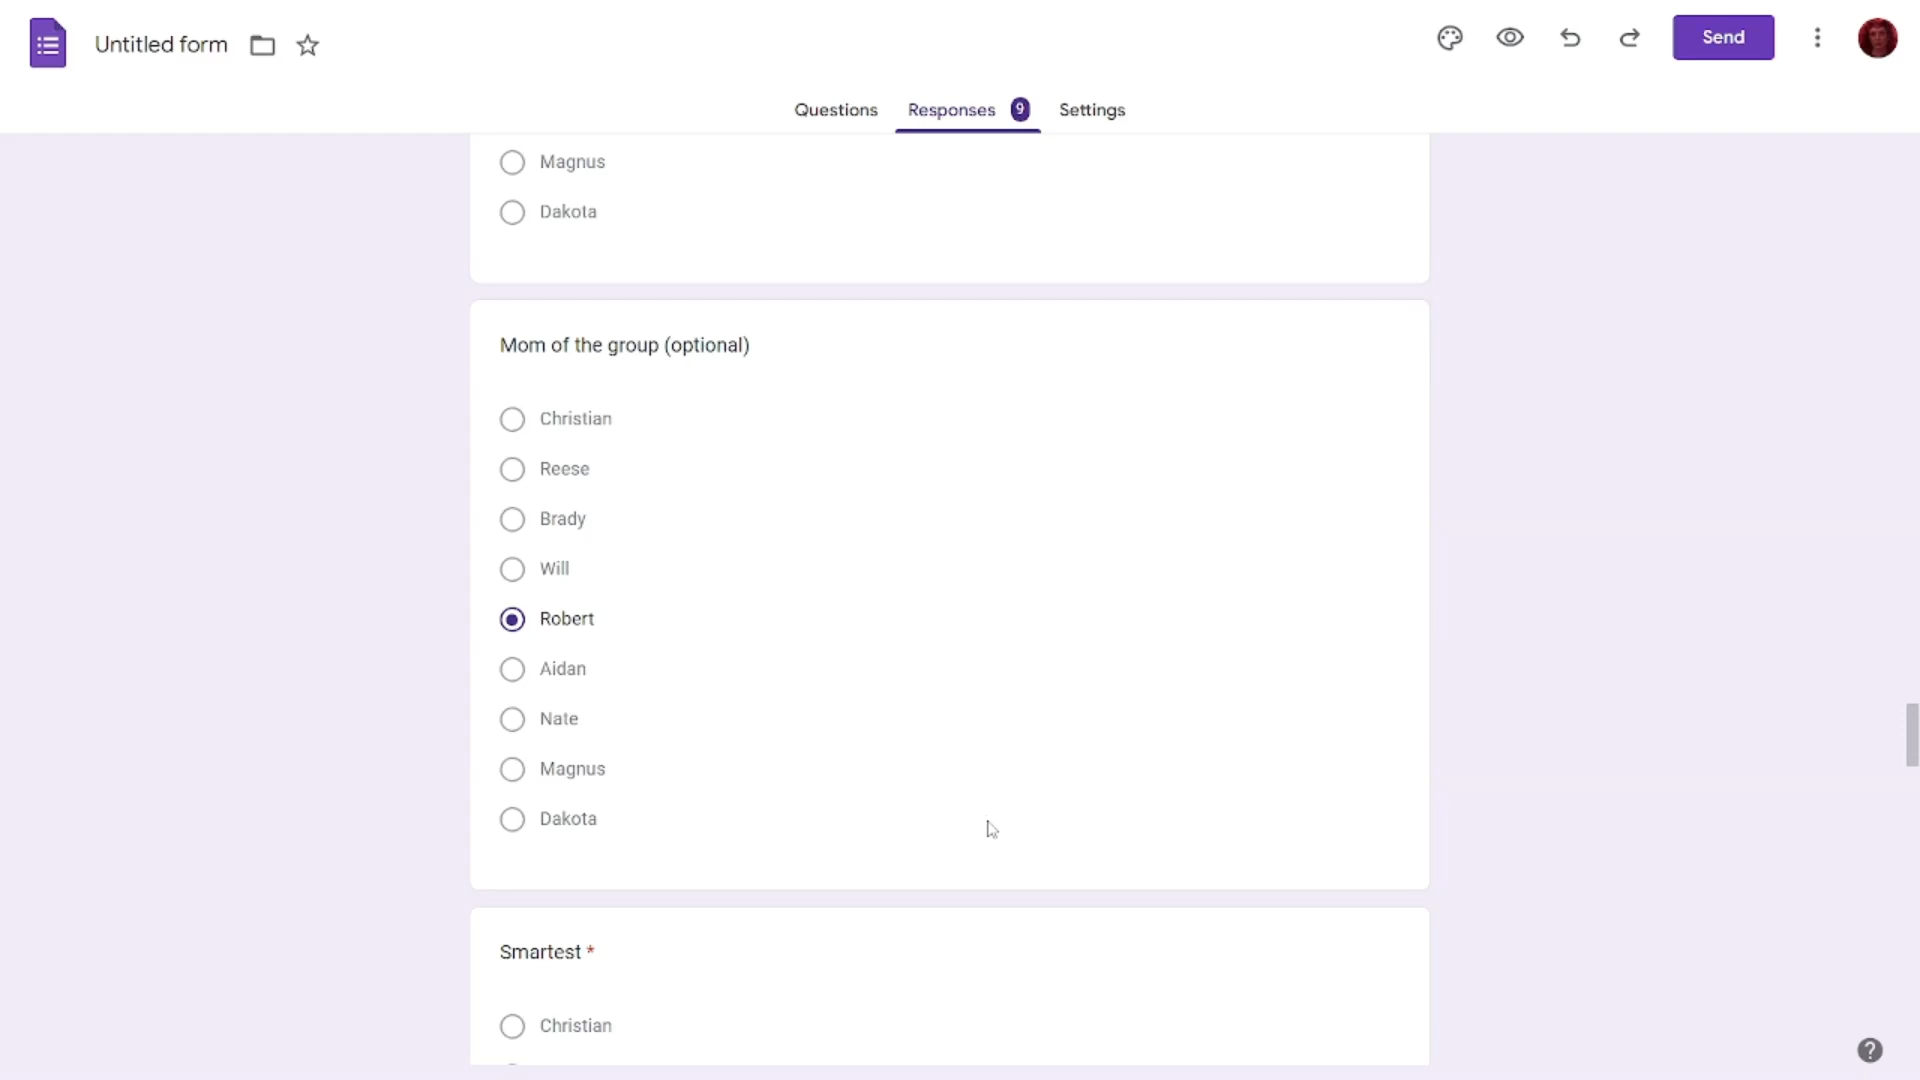 Untitled form
Send
Questions
Responses 9
Settings
Magnus
Dakota
Mom of the group (optional)
Christian
Reese
Brady
Will
Robert
Aidan
Nate
Magnus
Dakota
Smartest *
Christian
?